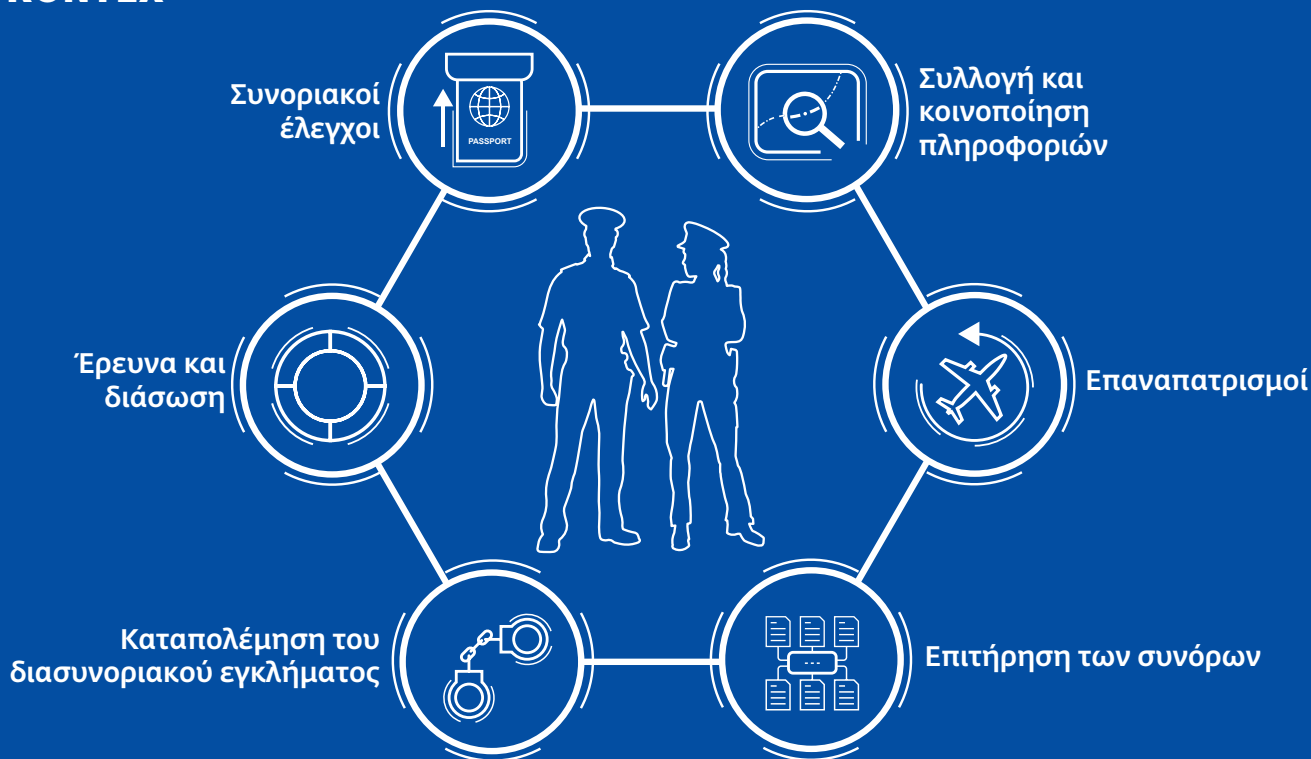 Συνοριακοί
έλεγχοι
PASSPORT
Συλλογή και
κοινοποίηση
πληροφοριών
Έρευνα και
διάσωση
Επαναπατρισμοί
Καταπολέμηση του
διασυνοριακού εγκλήματος
Επιτήρηση των συνόρων